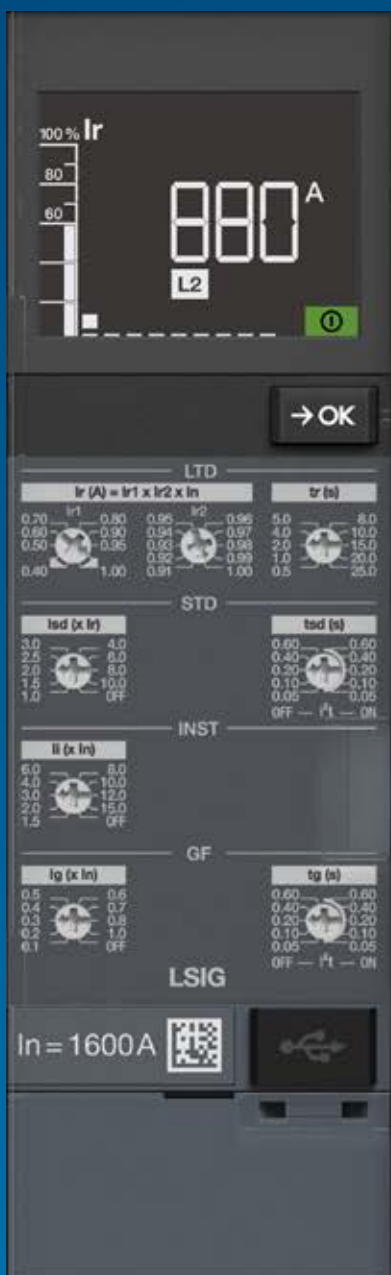 100 % Ir
80
60
880 A
L2
→OK
LTD
Ir (A) = Ir1 x Ir2 x In
tr (s)
Ir1
Ir2
0.70 0.80 0.95 0.96 5.0 8.0
0.60 0.90 0.94 0.97 4.0 10.0
0.50 0.95 0.93 0.98 2.0 15.0
0.92 0.99 1.0 20.0
0.40 1.00 0.91 1.00 0.5 25.0
STD
Isd (x Ir)
tsd (s)
3.0 4.0 0.60 0.60
2.5 6.0 0.40 0.40
2.0 8.0 0.20 0.20
1.5 10.0 0.10 0.10
1.0 OFF 0.05 0.05
OFF — I²t — ON
INST
Ii (x In)
6.0 8.0
4.0 10.0
3.0 12.0
2.0 15.0
1.5 OFF
GF
Ig (x In)
tg (s)
0.5 0.6 0.60 0.60
0.4 0.7 0.40 0.40
0.3 0.8 0.20 0.20
0.2 1.0 0.10 0.10
0.1 OFF 0.05 0.05
OFF — I²t — ON
LSIG
In = 1600 A